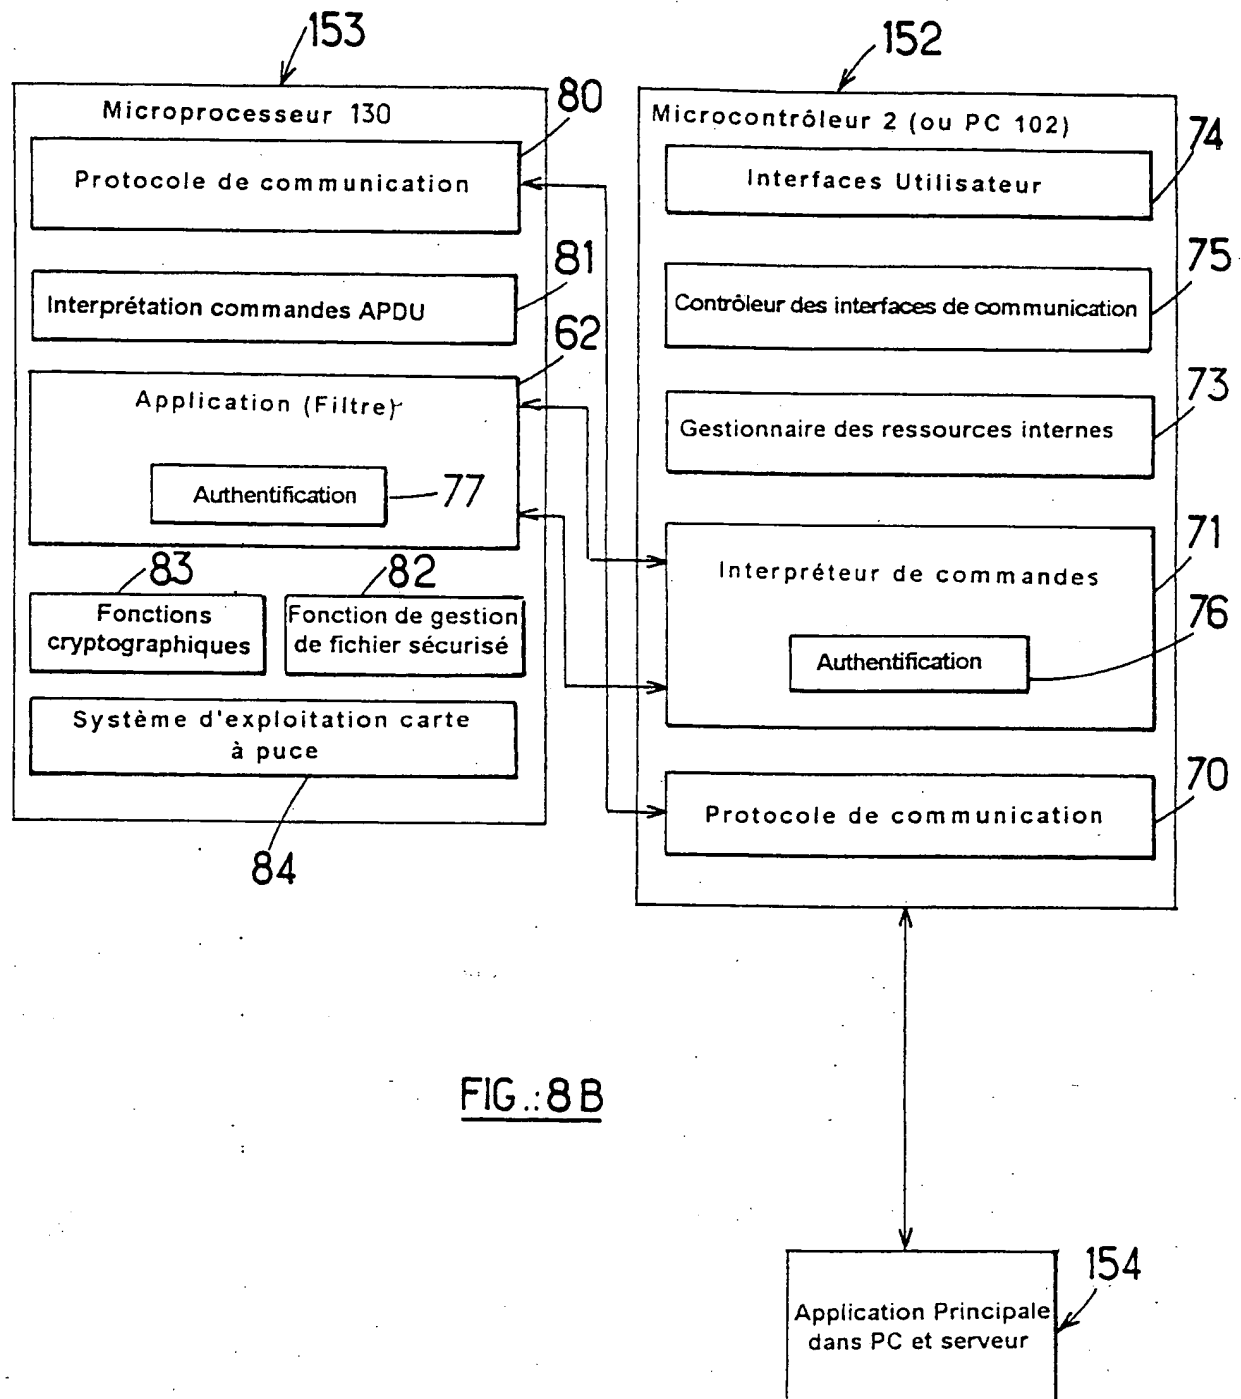 153
152
Microprocesseur 130
80
Protocole de communication
81
Interprétation commandes APDU
62
Application (Filtre)
Authentification
77
83
82
Fonctions
cryptographiques
Fonction de gestion
de fichier sécurisé
Système d'exploitation carte
à puce
84
Microcontrôleur 2 (ou PC 102)
74
Interfaces Utilisateur
75
Contrôleur des interfaces de communication
73
Gestionnaire des ressources internes
71
Interpréteur de commandes
76
Authentification
70
Protocole de communication
FIG.:8B
154
Application Principale
dans PC et serveur